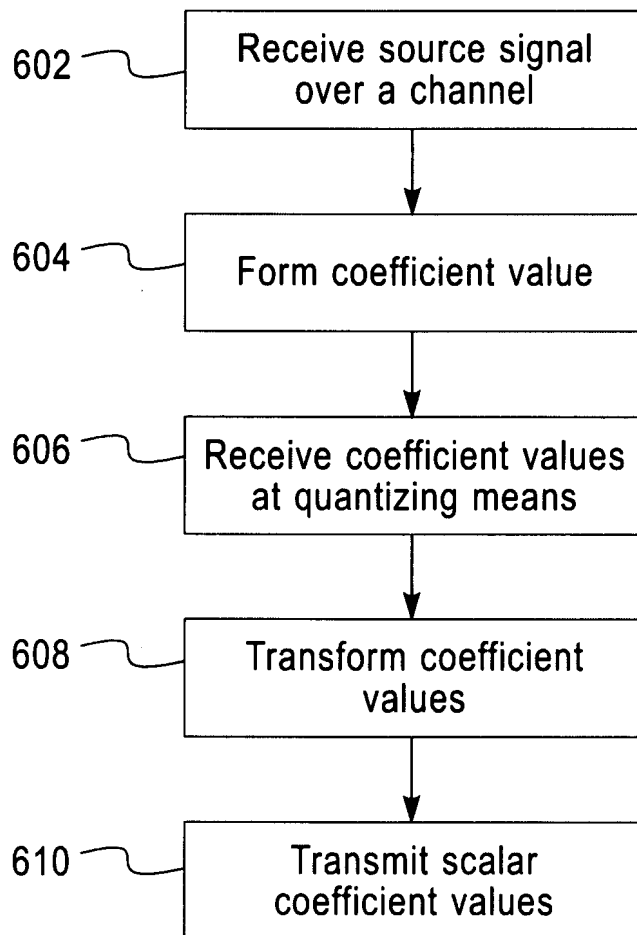 602
Receive source signal
over a channel
604
Form coefficient value
606
Receive coefficient values
at quantizing means
608
Transform coefficient
values
610
Transmit scalar
coefficient values